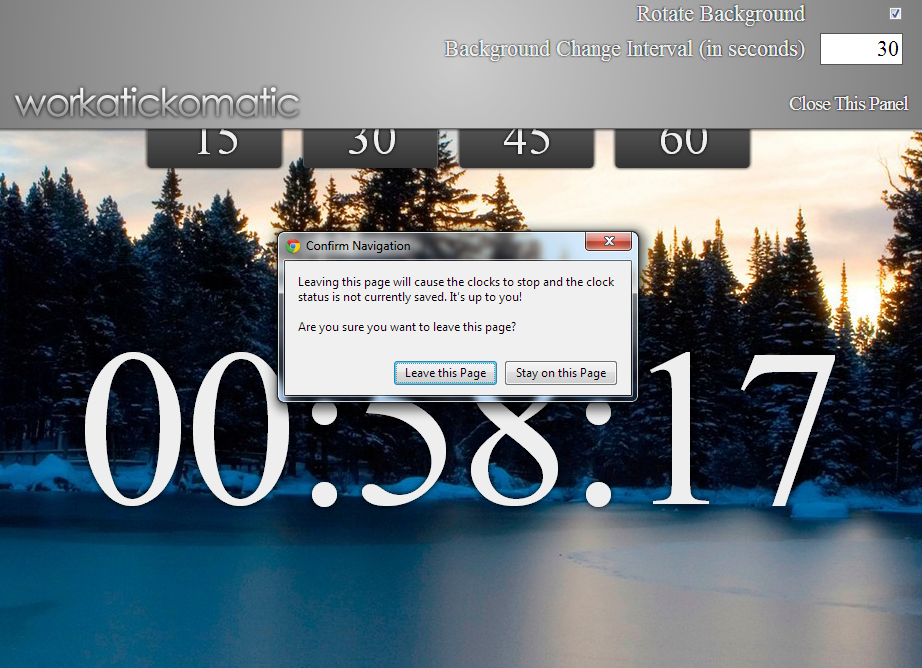 Rotate Background
Background Change Interval (in seconds) 30
workatickomatic
Close This Panel
15 30 45 60
Confirm Navigation
Leaving this page will cause the clocks to stop and the clock
status is not currently saved. It's up to you!
Are you sure you want to leave this page?
Leave this Page Stay on this Page
00:58:17